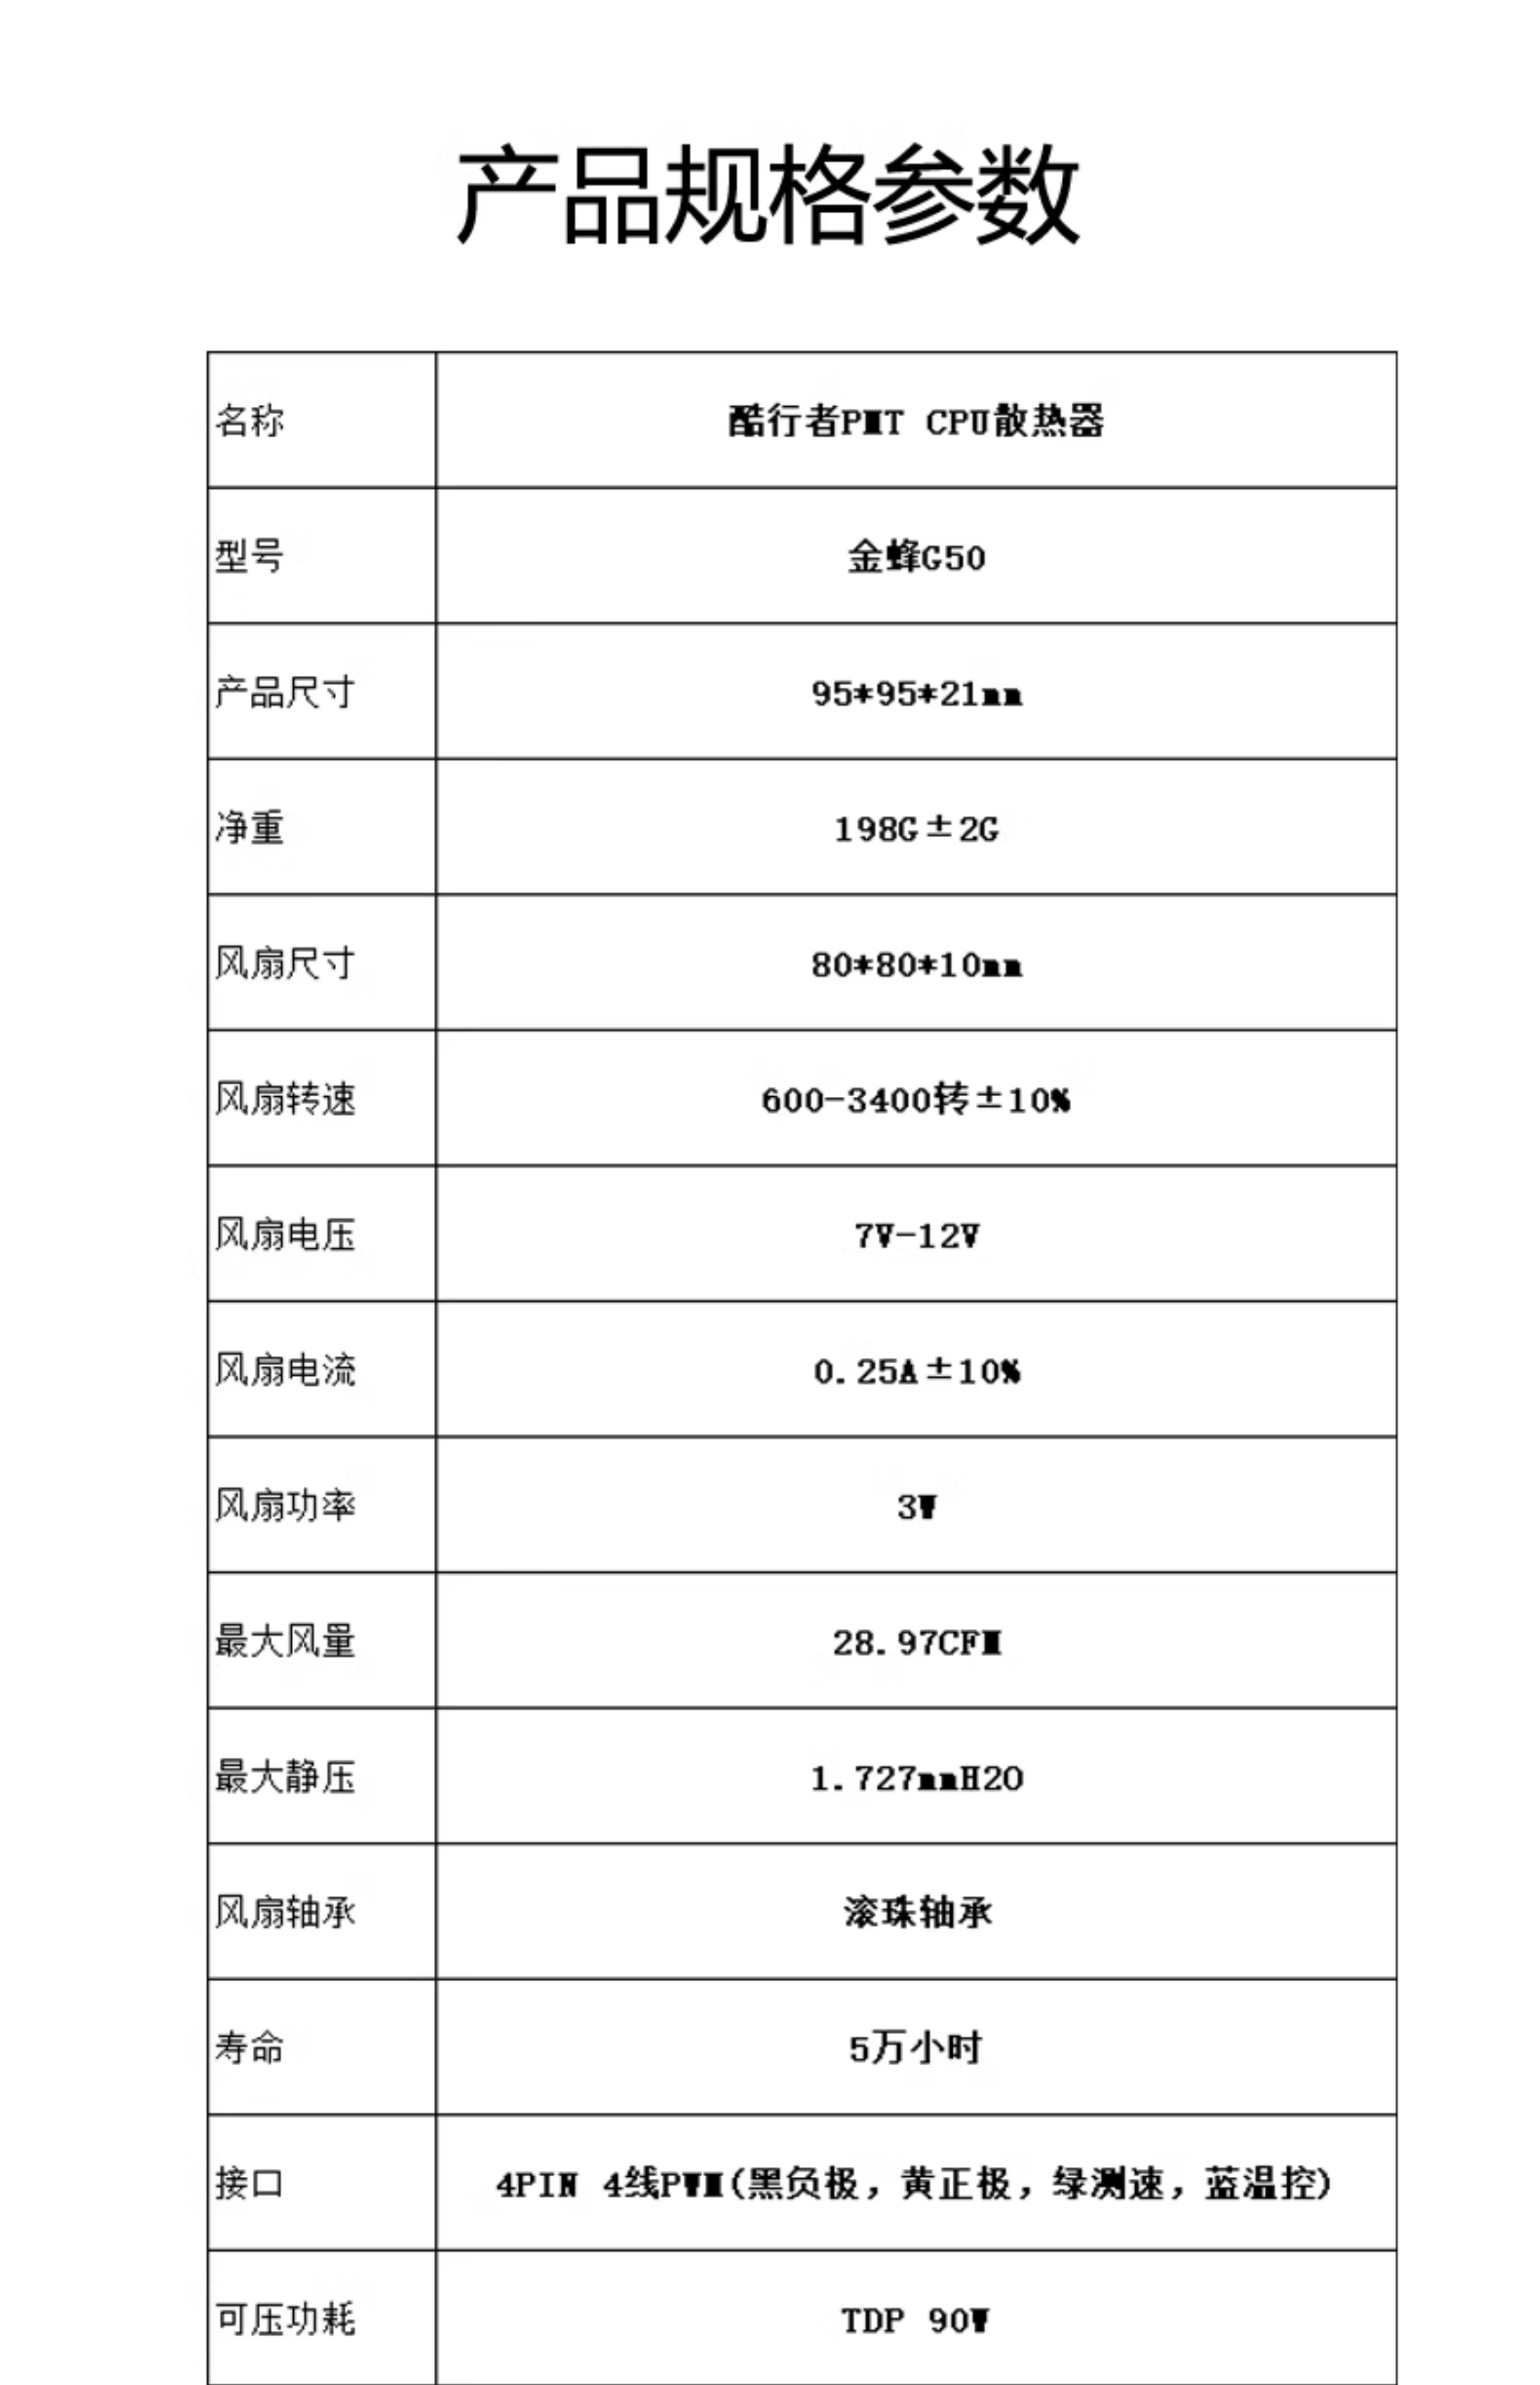 产品规格参数
名称
酷行者PMT CPU散热器
型号
金蜂G50
产品尺寸
95*95*21mm
净重
198G±2G
风扇尺寸
80*80*10mm
风扇转速
600-3400转±10%
风扇电压
7V-12V
风扇电流
0.25A±10%
风扇功率
3W
最大风量
28.97CFM
最大静压
1.727mmH2O
风扇轴承
滚珠轴承
寿命
5万小时
接口
4PIN 4线PWM(黑负极，黄正极，绿测速，蓝温控)
可压功耗
TDP 90W